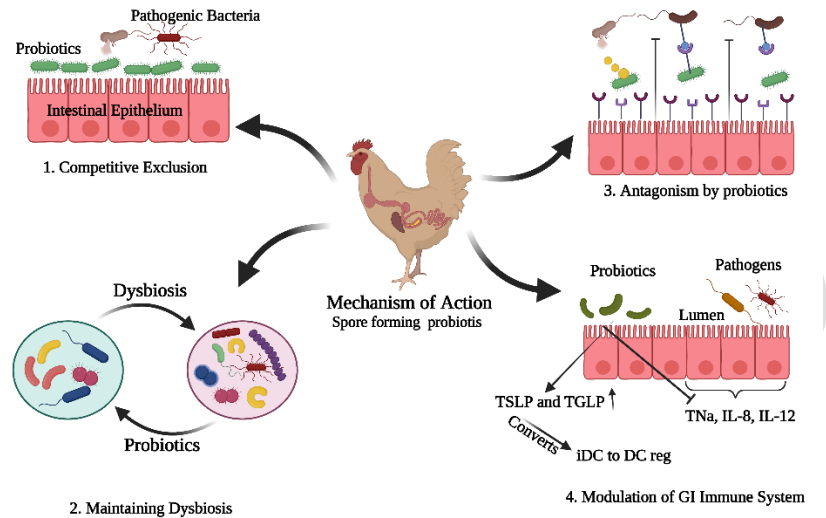 Pathogenic Bacteria
Probiotics
Intestinal Epithelium
1. Competitive Exclusion
3. Antagonism by probiotics
Mechanism of Action
Spore forming probiotis
Dysbiosis
Probiotics
2. Maintaining Dysbiosis
Probiotics
Pathogens
Lumen
TSLP and TGLP
TNa, IL-8, IL-12
Converts
iDC to DC reg
4. Modulation of GI Immune System